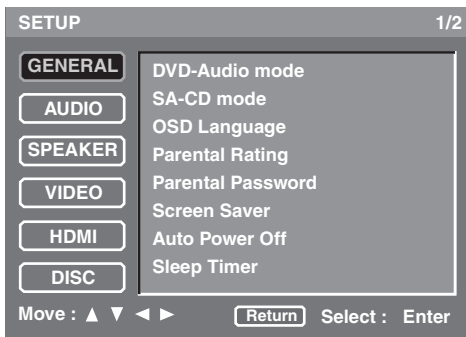 SETUP 1/2
GENERAL
AUDIO
SPEAKER
VIDEO
HDMI
DISC
DVD-Audio mode
SA-CD mode
OSD Language
Parental Rating
Parental Password
Screen Saver
Auto Power Off
Sleep Timer
Move : ▲ ▼ ◄ ► Return Select : Enter